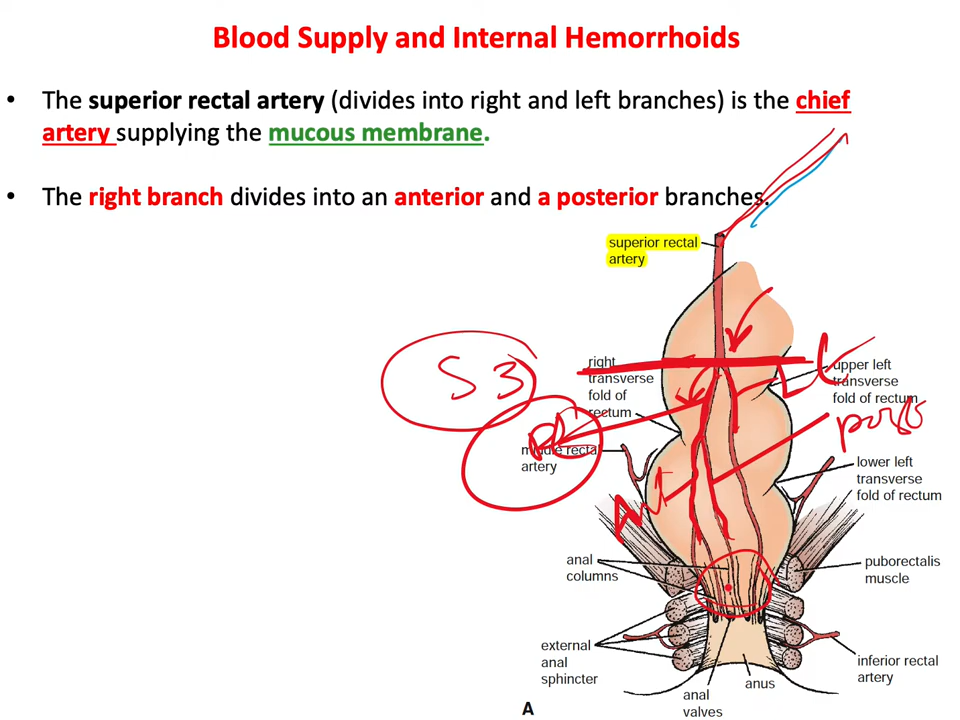 Blood Supply and Internal Hemorrhoids
• The superior rectal artery (divides into right and left branches) is the chief
artery supplying the mucous membrane.
• The right branch divides into an anterior and a posterior branches.
superior rectal
artery
right
transverse
fold of
rectum
upper left
transverse
fold of rectum
S3
middle rectal
artery
Ant
lower left
transverse
fold of rectum
anal
columns
puborectalis
muscle
external
anal
sphincter
inferior rectal
artery
anus
anal
valves
A